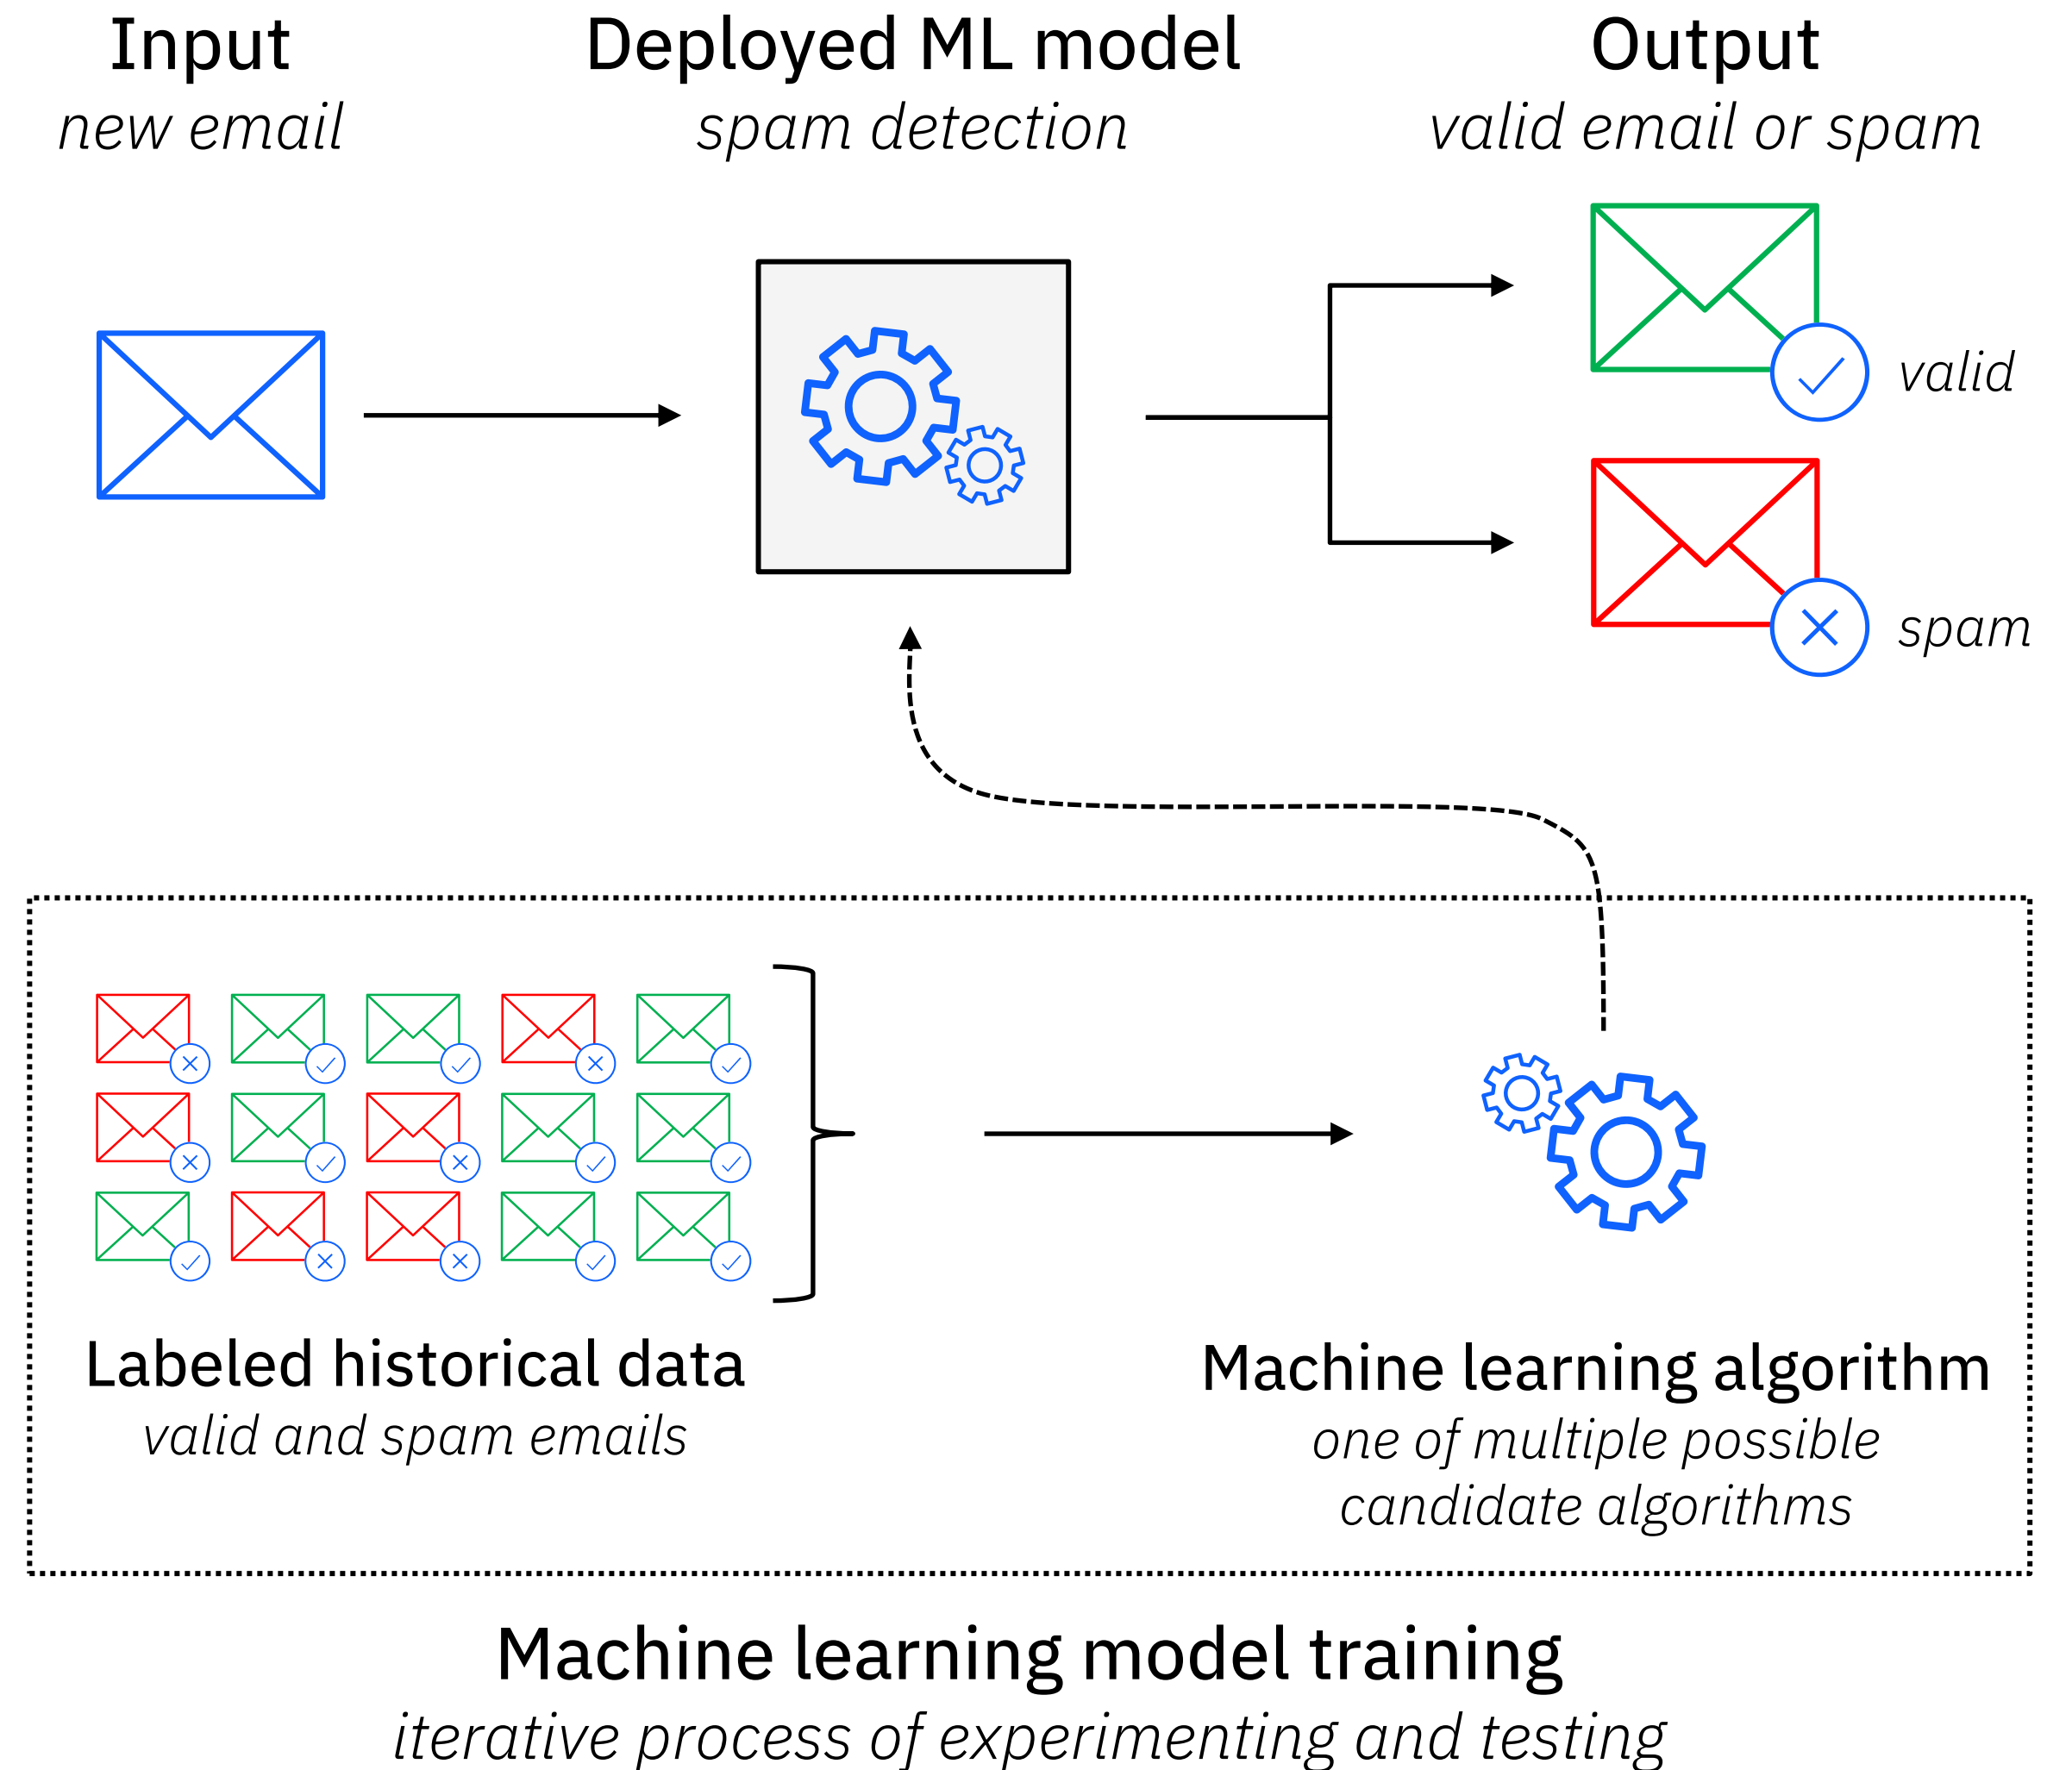 Input
new email
Deployed ML model
spam detection
Output
valid email or spam
valid
spam
Labeled historical data
valid and spam emails
Machine learning algorithm
one of multiple possible
candidate algorithms
Machine learning model training
iterative process of experimenting and testing